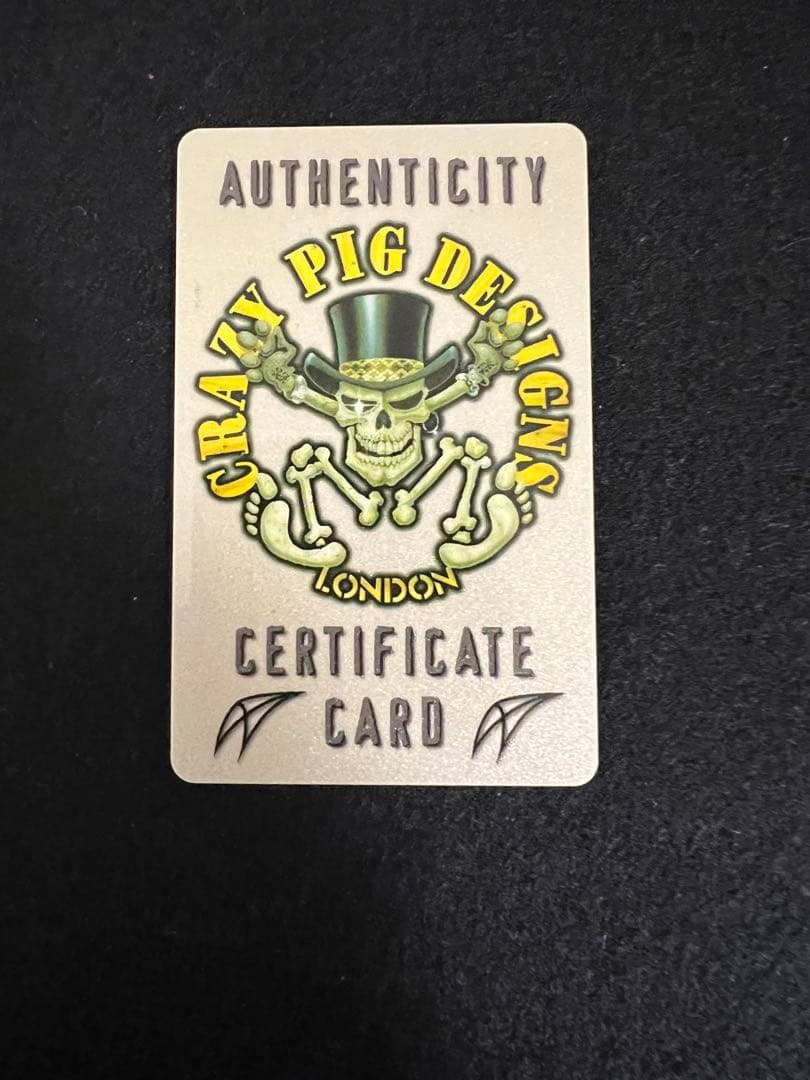 AUTHENTICITY
CRAZY PIG DESIGNS
LONDON
CERTIFICATE
CARD